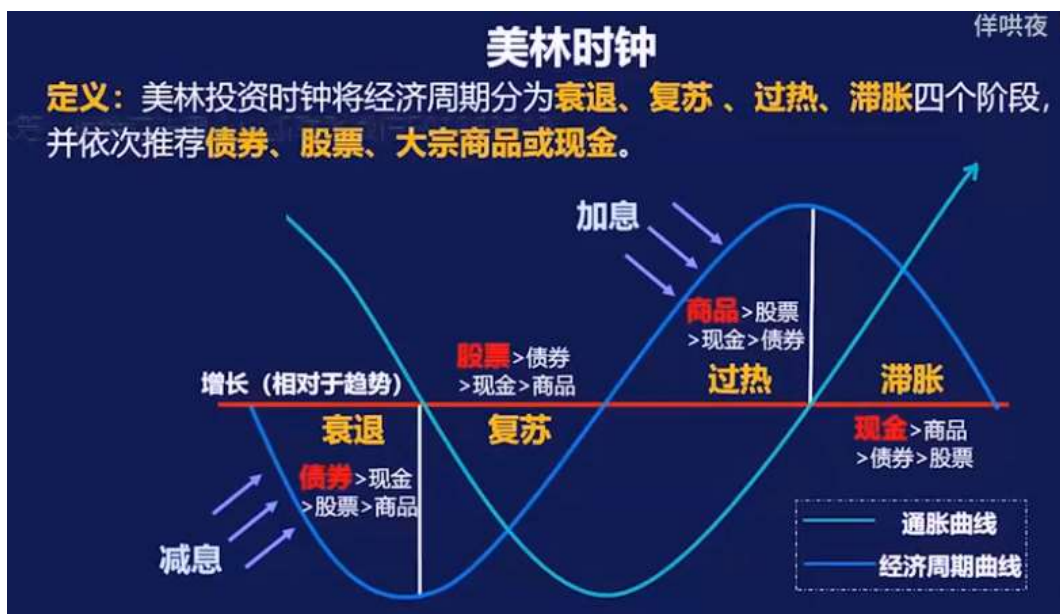 佯哄夜
美林时钟
定义：美林投资时钟将经济周期分为衰退、复苏 、过热、滞胀四个阶段，
并依次推荐债券、股票、大宗商品或现金。
加息
商品>股票
>现金>债券
股票>债券
>现金>商品
增长（相对于趋势）
过热
滞胀
衰退
复苏
现金>商品
>债券>股票
债券>现金
>股票>商品
减息
通胀曲线
经济周期曲线